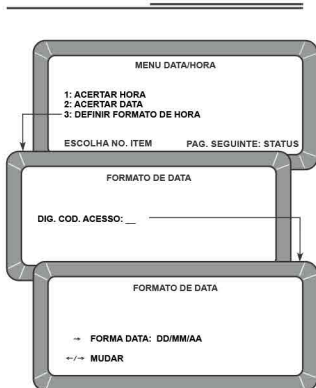 MENU DATA/HORA
1: ACERTAR HORA
2: ACERTAR DATA
3: DEFINIR FORMATO DE HORA
ESCOLHA NO. ITEM PAG. SEGUINTE: STATUS
FORMATO DE DATA
DIG. COD. ACESSO: __
FORMATO DE DATA
→ FORMA DATA: DD/MM/AA
←/→ MUDAR